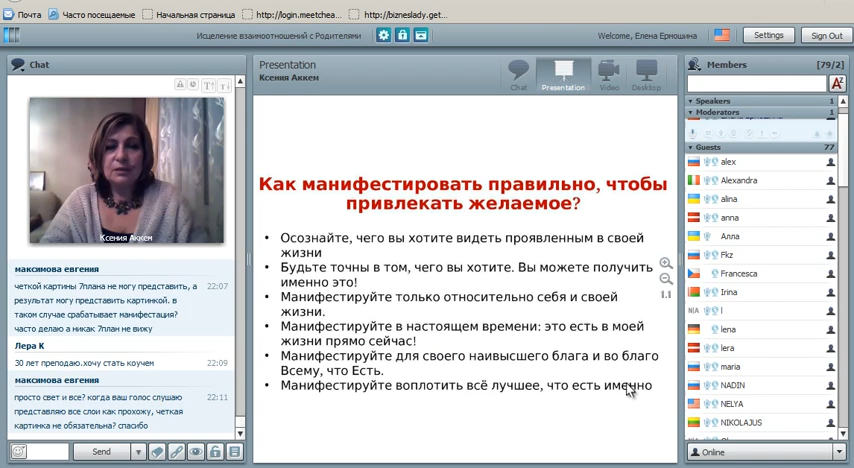 Почта
Часто посещаемые
Начальная страница
http://login.meetchea...
http://bizneslady.get...
Исцеление взаимоотношений с Родителями
Welcome, Елена Ермошина
Settings
Sign Out
Chat
Ксения Аккем
максимова евгения
четкой картины 7плана не могу представить, а
22:07
результат могу представить картинкой. в
таком случае срабатывает манифестация?
часто делаю а никак 7план не вижу
Лера К
30 лет преподаю.хочу стать коучем
22:09
максимова евгения
просто свет и все? когда ваш голос слушаю
22:11
представляю все слои как прохожу, четкая
картинка не обязательна? спасибо
Send
Presentation
Ксения Аккем
Chat
Presentation
Video
Desktop
Как манифестировать правильно, чтобы
привлекать желаемое?
• Осознайте, чего вы хотите видеть проявленным в своей
жизни
• Будьте точны в том, чего вы хотите. Вы можете получить
именно это!
• Манифестируйте только относительно себя и своей
жизни.
• Манифестируйте в настоящем времени: это есть в моей
жизни прямо сейчас!
• Манифестируйте для своего наивысшего блага и во благо
Всему, что Есть.
• Манифестируйте воплотить всё лучшее, что есть именно
1.1
Members
[79/2]
Speakers
1
Moderators
1
Guests
77
alex
Alexandra
alina
anna
Алла
Fkz
Francesca
Irina
N/A
l
lena
lera
maria
NADIN
NELYA
NIKOLAJUS
Online